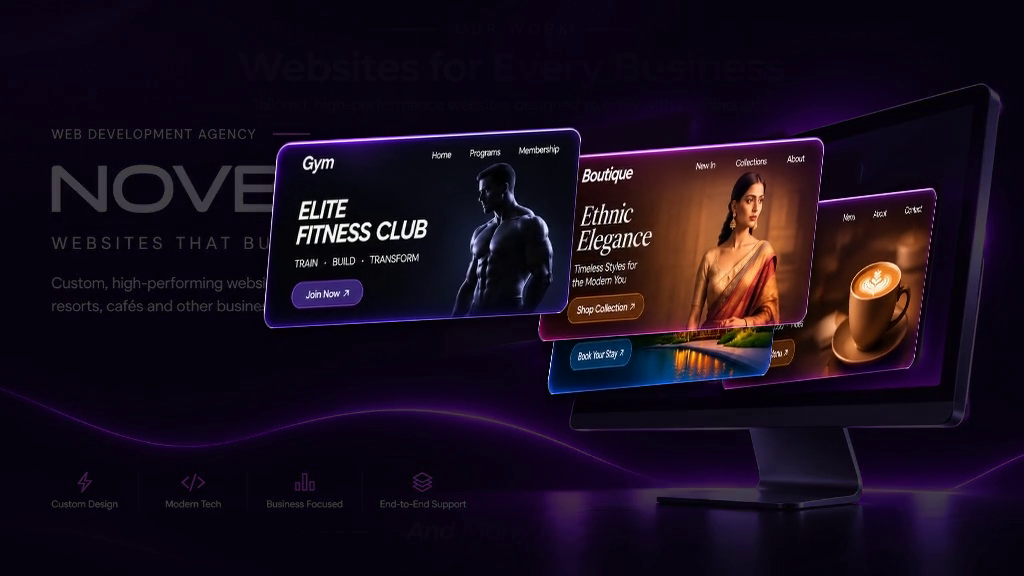 OUR WORK
Websites for Every Business
WEB DEVELOPMENT AGENCY
NOVE
WEBSITES THAT BU
Custom, high-performing websi
resorts, cafés and other busine
Gym
Home Programs Membership
ELITE
FITNESS CLUB
TRAIN · BUILD · TRANSFORM
Join Now ↗
Boutique
New In Collections About
Ethnic
Elegance
Timeless Styles for
the Modern You
Shop Collection ↗
Menu About Contact
Book Your Stay ↗
Custom Design
Modern Tech
Business Focused
End-to-End Support